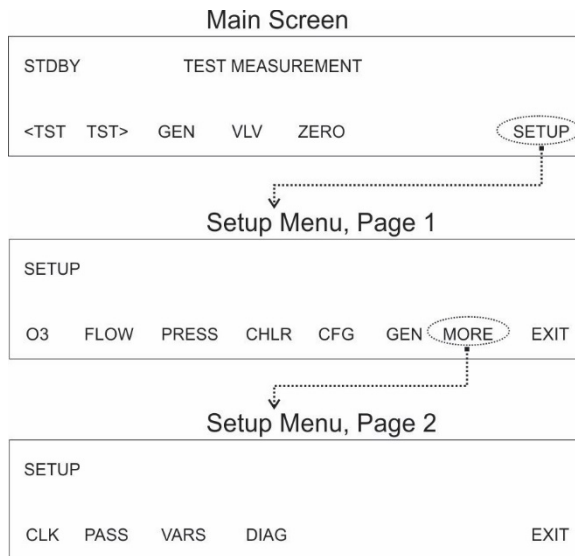 Main Screen
STDBY TEST MEASUREMENT
<TST TST> GEN VLV ZERO SETUP
Setup Menu, Page 1
SETUP
O3 FLOW PRESS CHLR CFG GEN MORE EXIT
Setup Menu, Page 2
SETUP
CLK PASS VARS DIAG EXIT